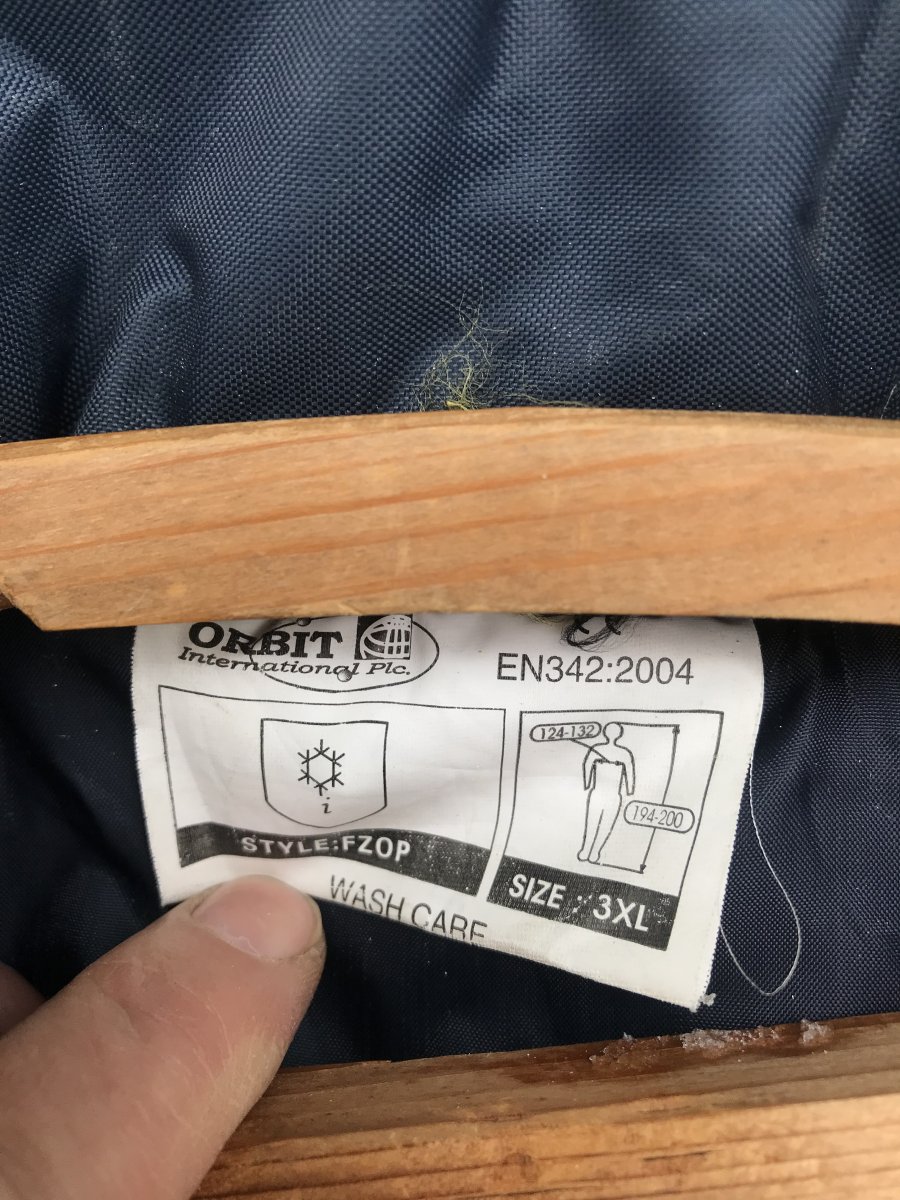 ORBIT
International Plc.
EN342:2004
i
STYLE:FZOP
124-132
194-200
SIZE : 3XL
WASH CARE